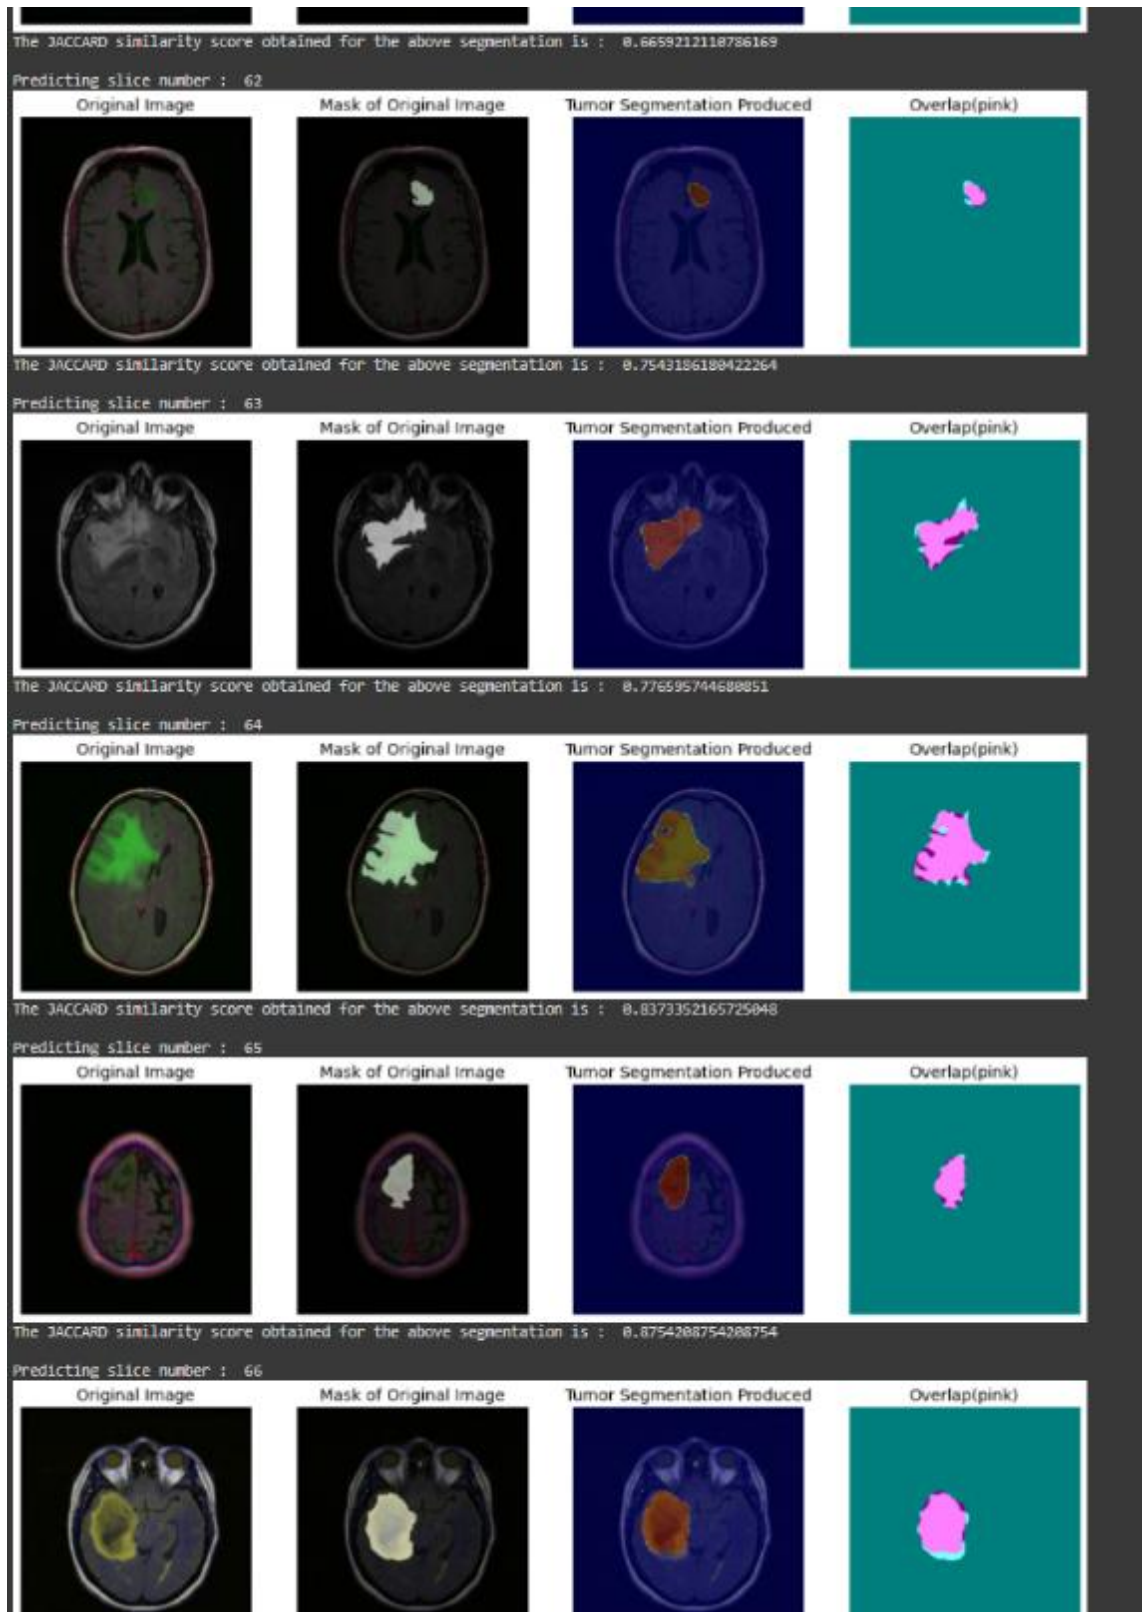 The JACCARD similarity score obtained for the above segmentation is : 0.6659212110786169
Predicting slice number : 62
Original Image Mask of Original Image Tumor Segmentation Produced Overlap(pink)
The JACCARD similarity score obtained for the above segmentation is : 0.7543186180422264
Predicting slice number : 63
Original Image Mask of Original Image Tumor Segmentation Produced Overlap(pink)
The JACCARD similarity score obtained for the above segmentation is : 0.776595744680851
Predicting slice number : 64
Original Image Mask of Original Image Tumor Segmentation Produced Overlap(pink)
The JACCARD similarity score obtained for the above segmentation is : 0.8373352165725048
Predicting slice number : 65
Original Image Mask of Original Image Tumor Segmentation Produced Overlap(pink)
The JACCARD similarity score obtained for the above segmentation is : 0.8754208754208754
Predicting slice number : 66
Original Image Mask of Original Image Tumor Segmentation Produced Overlap(pink)